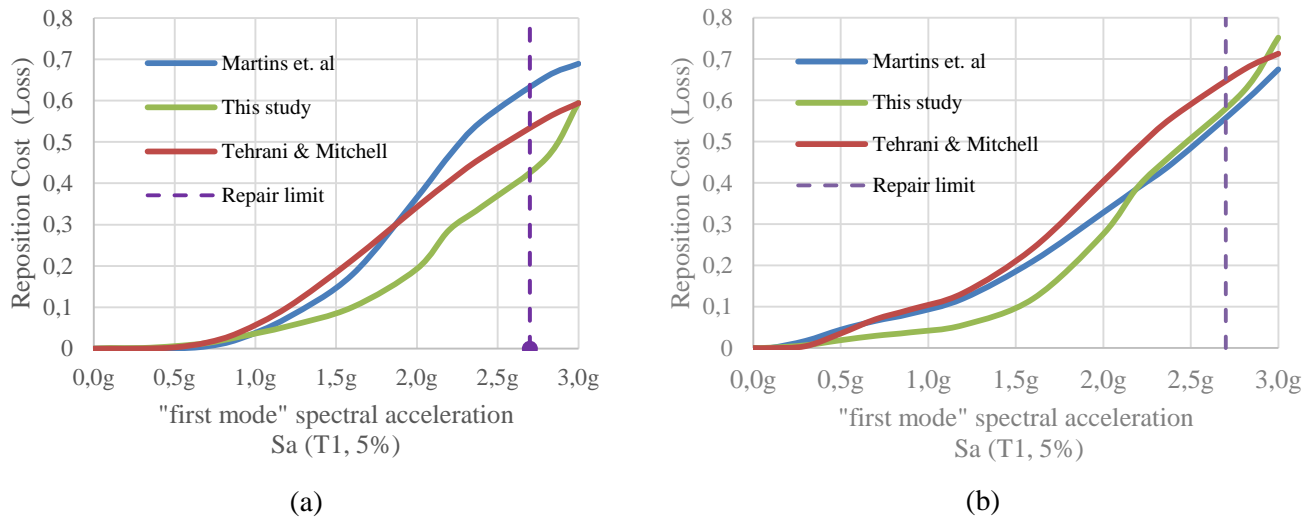 0,8
0,7
0,6
0,5
0,4
0,3
0,2
0,1
0
Reposition Cost (Loss)
Martins et. al
This study
Tehrani & Mitchell
Repair limit
0,0g 0,5g 1,0g 1,5g 2,0g 2,5g 3,0g
"first mode" spectral acceleration
Sa (T1, 5%)
(a)
0,8
0,7
0,6
0,5
0,4
0,3
0,2
0,1
0
Reposition Cost (Loss)
Martins et. al
This study
Tehrani & Mitchell
Repair limit
0,0g 0,5g 1,0g 1,5g 2,0g 2,5g 3,0g
"first mode" spectral acceleration
Sa (T1, 5%)
(b)